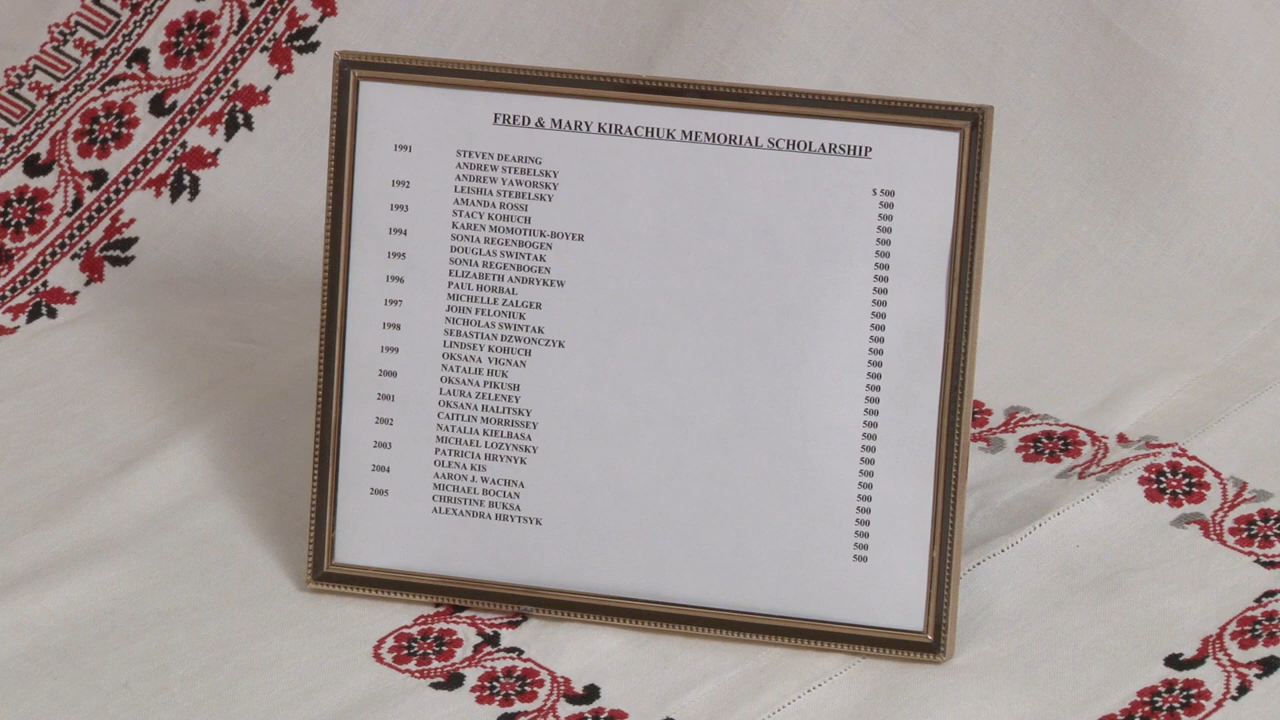 FRED & MARY KIRACHUK MEMORIAL SCHOLARSHIP
1991 STEVEN DEARING $ 500
ANDREW STEBELSKY 500
ANDREW YAWORSKY 500
1992 LEISHIA STEBELSKY 500
AMANDA ROSSI 500
1993 STACY KOHUCH 500
KAREN MOMOTIUK-BOYER 500
1994 SONIA REGENBOGEN 500
DOUGLAS SWINTAK 500
1995 SONIA REGENBOGEN 500
ELIZABETH ANDRYKEW 500
1996 PAUL HORBAL 500
MICHELLE ZALGER 500
1997 JOHN FELONIUK 500
NICHOLAS SWINTAK 500
1998 SEBASTIAN DZWONCZYK 500
LINDSEY KOHUCH 500
1999 OKSANA VIGNAN 500
NATALIE HUK 500
2000 OKSANA PIKUSH 500
LAURA ZELENEY 500
2001 OKSANA HALITSKY 500
CAITLIN MORRISSEY 500
2002 NATALIA KIELBASA 500
MICHAEL LOZYNSKY 500
2003 PATRICIA HRYNYK 500
OLENA KIS 500
2004 AARON J. WACHNA 500
MICHAEL BOCIAN 500
2005 CHRISTINE BUKSA 500
ALEXANDRA HRYTSYK 500